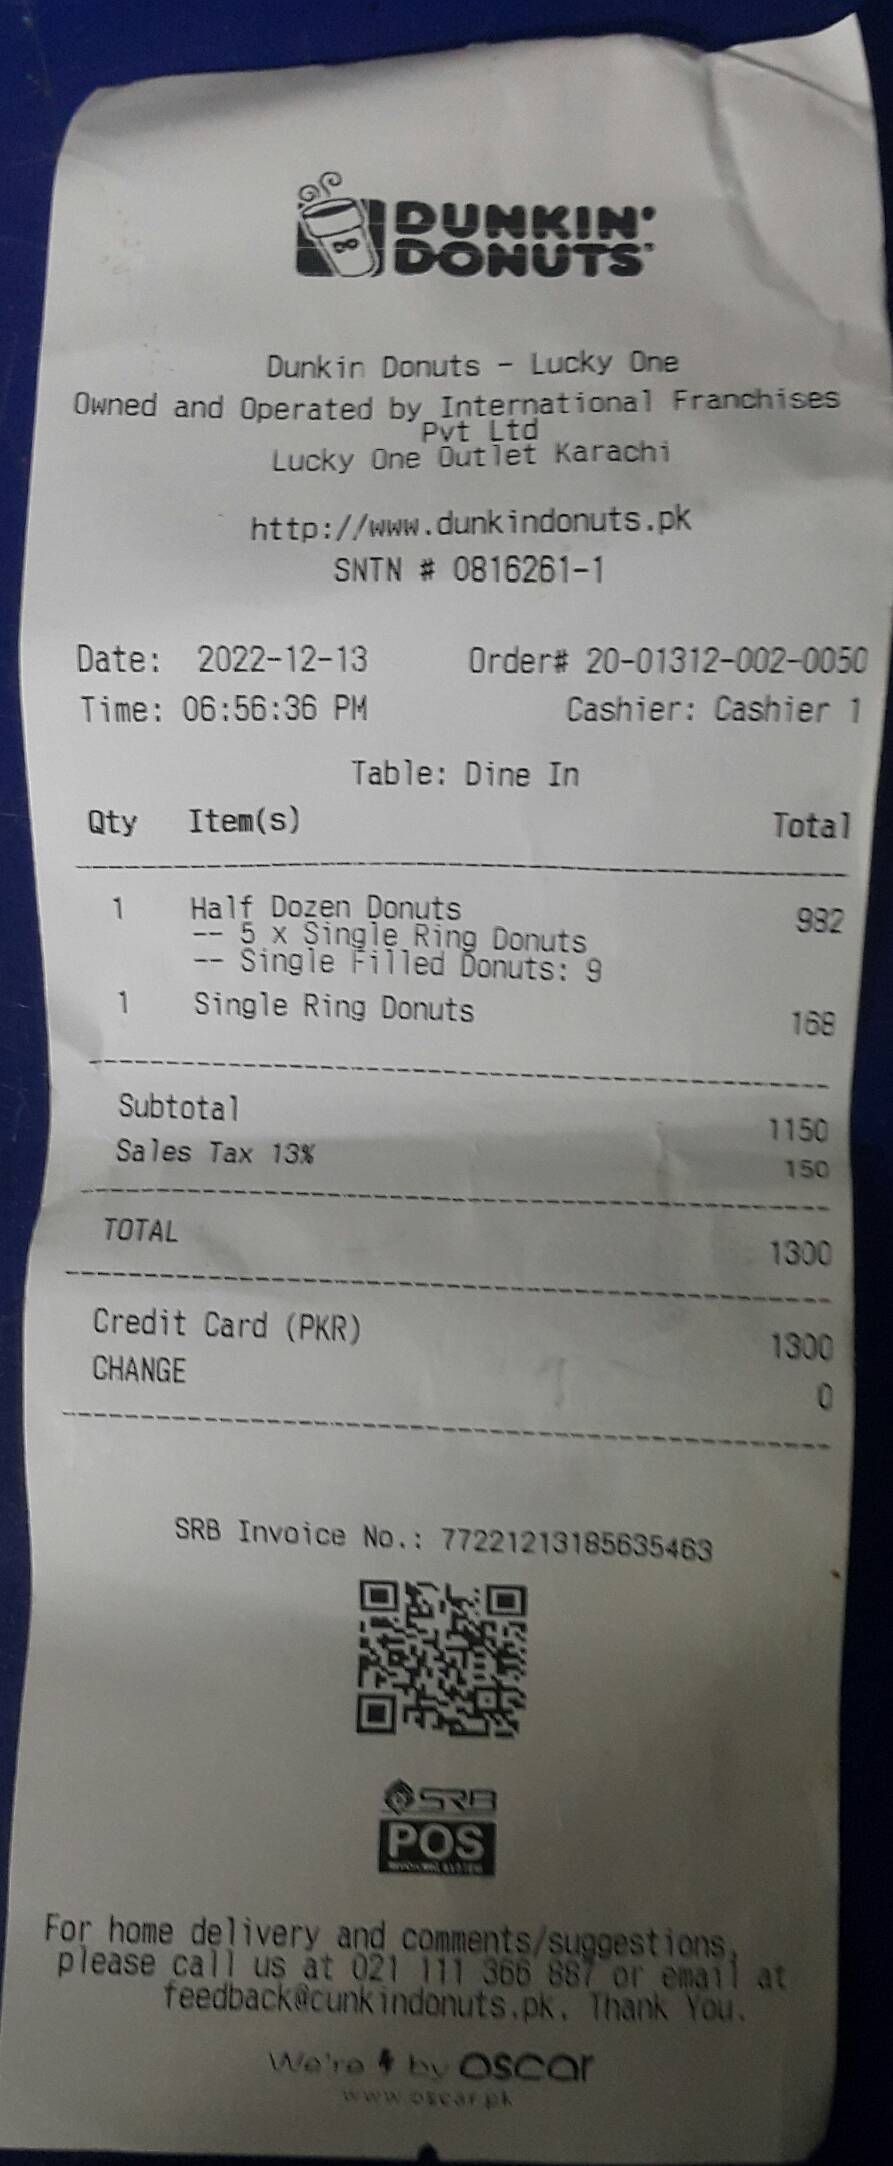 DUNKIN'
DONUTS
Dunkin Donuts - Lucky One
Owned and Operated by International Franchises
Pvt Ltd
Lucky One Outlet Karachi
http://www.dunkindonuts.pk
SNTN # 0816261-1
Date: 2022-12-13 Order# 20-01312-002-0050
Time: 06:56:36 PM Cashier: Cashier 1
Table: Dine In
Qty Item(s) Total
1 Half Dozen Donuts 982
-- 5 x Single Ring Donuts
-- Single Filled Donuts: 9
1 Single Ring Donuts 168
Subtotal 1150
Sales Tax 13% 150
TOTAL 1300
Credit Card (PKR) 1300
CHANGE 0
SRB Invoice No.: 77221213185635463
SRB
POS
For home delivery and comments/suggestions,
please call us at 021 111 366 887 or email at
feedback@cunkindonuts.pk. Thank You.
We're by oscar
www.oscar.pk